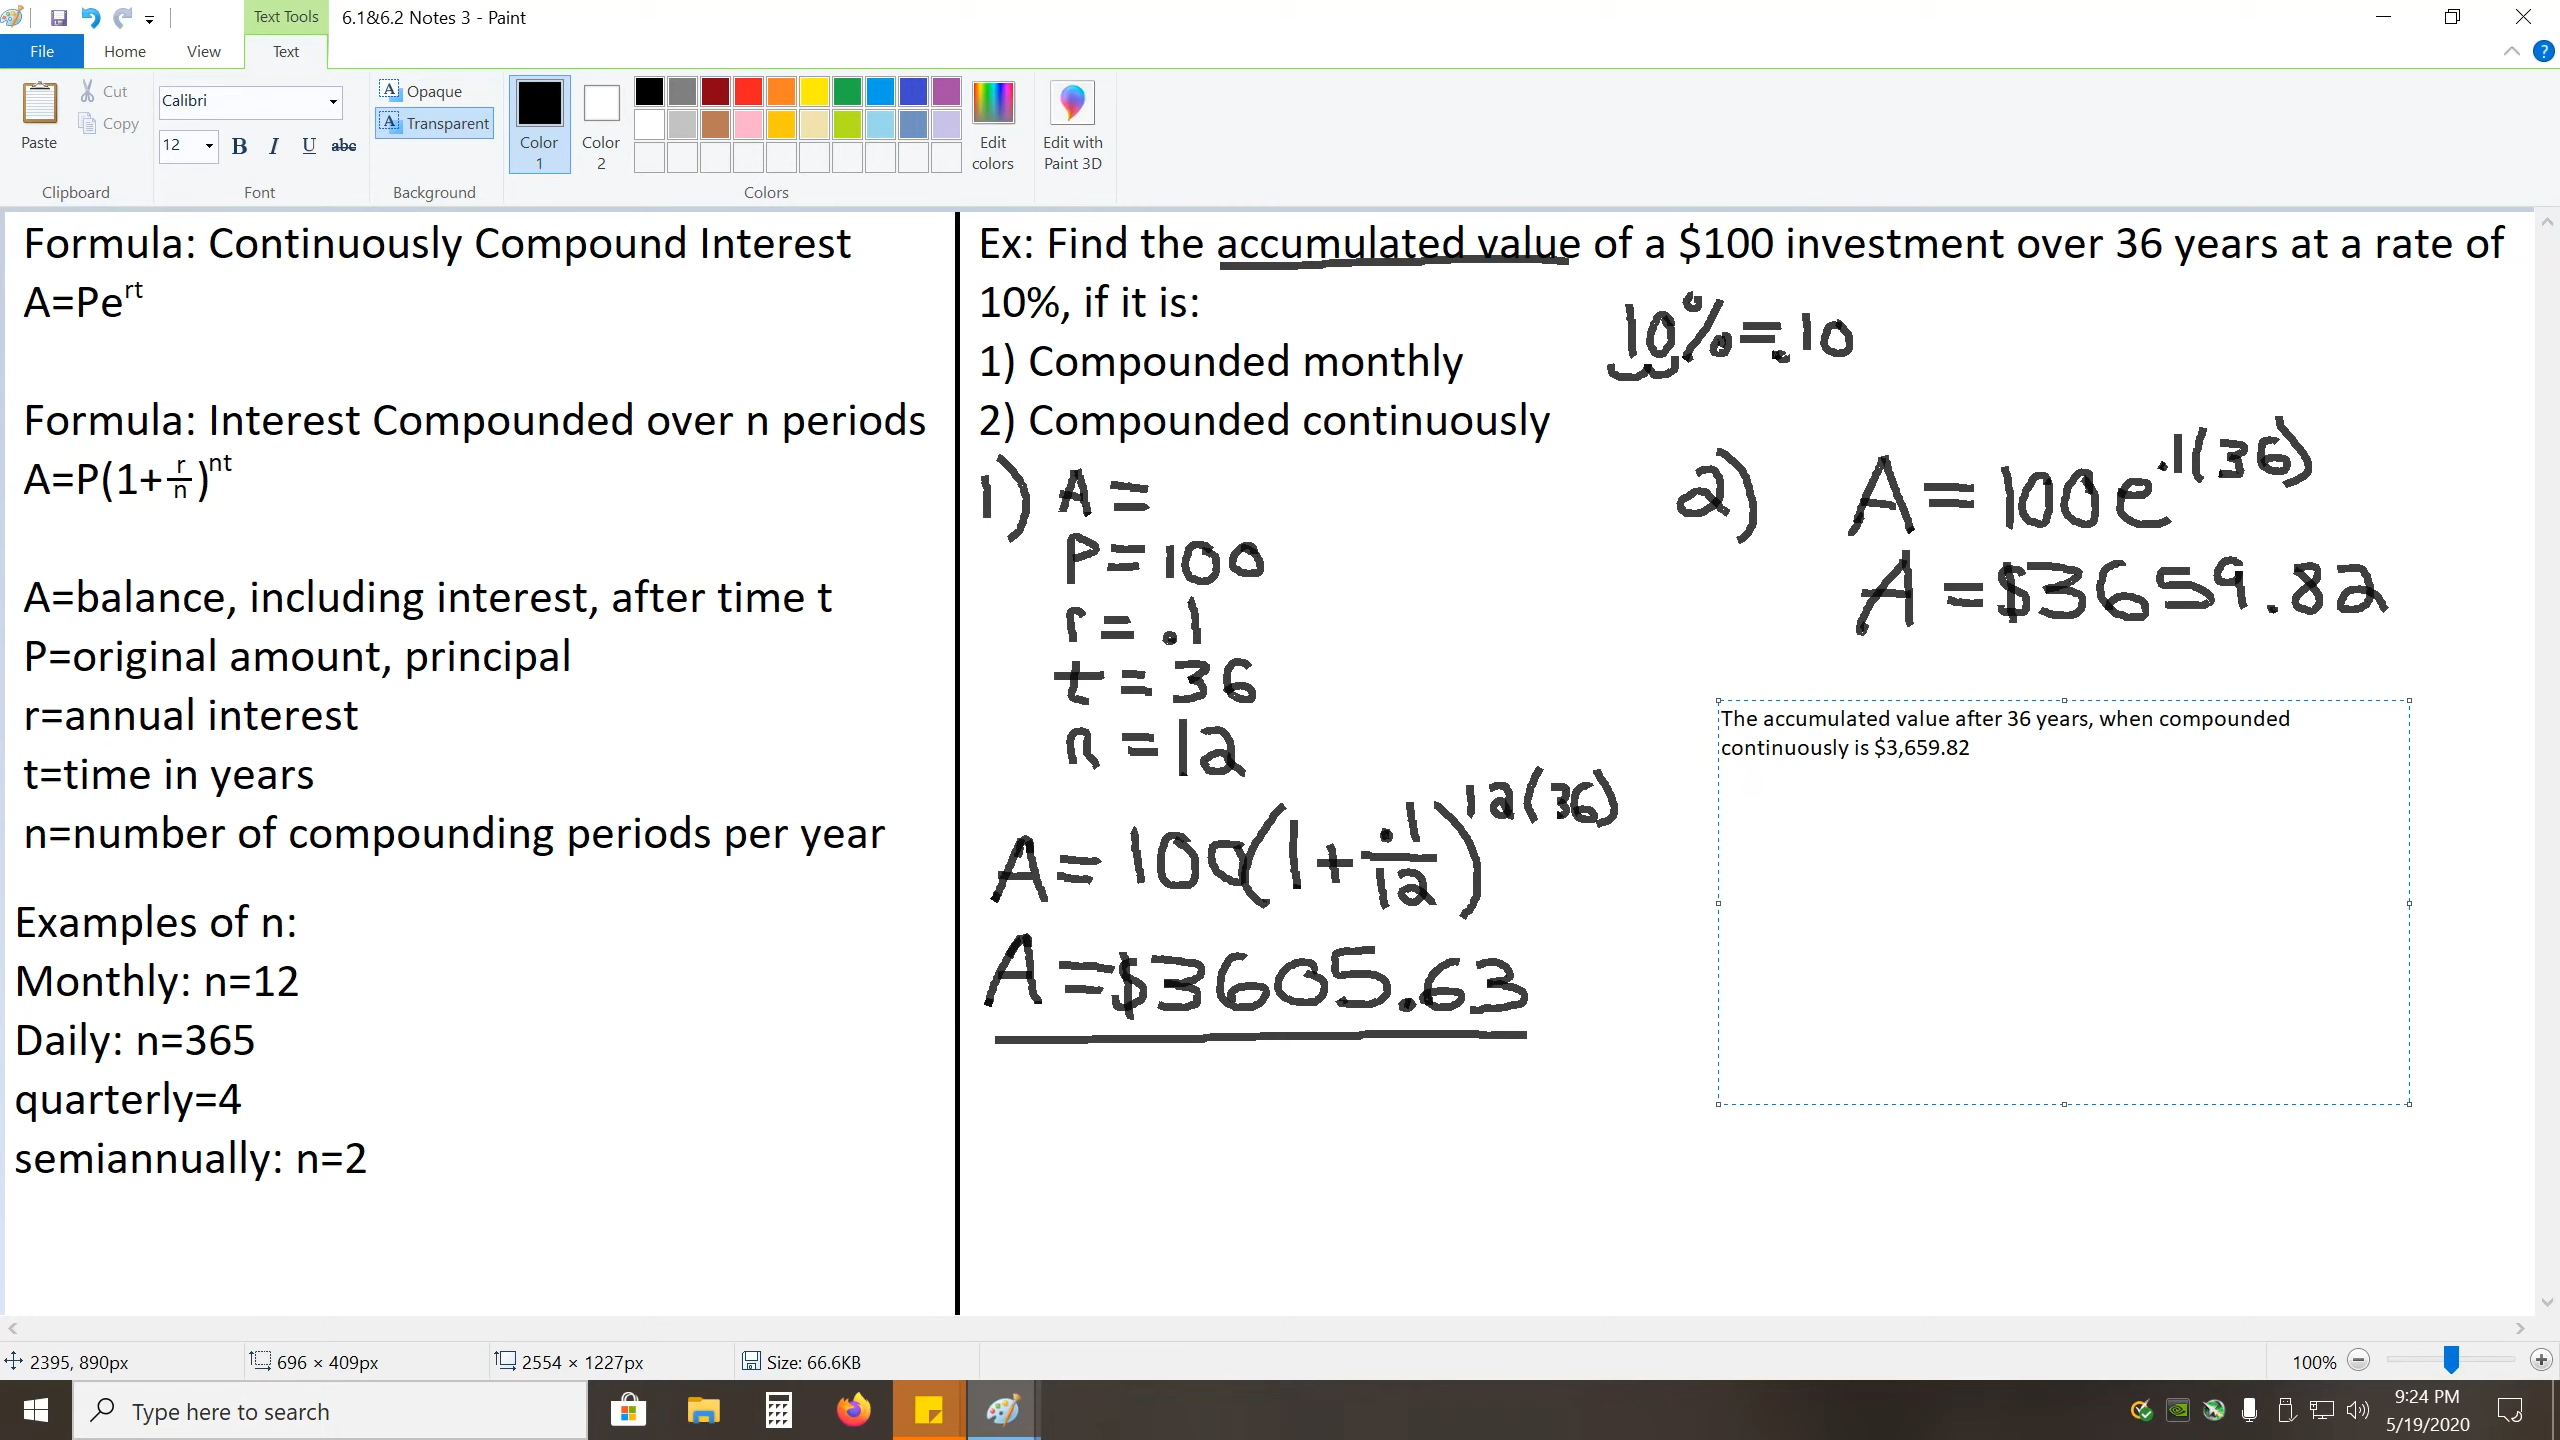 Text Tools
6.1&6.2 Notes 3 - Paint
File
Home
View
Text
Paste
Cut
Copy
Clipboard
Calibri
12
B I U abc
Font
Opaque
Transparent
Background
Color 1
Color 2
Edit colors
Colors
Edit with Paint 3D
Formula: Continuously Compound Interest
A=Pe^rt
Formula: Interest Compounded over n periods
A=P(1+r/n)^nt
A=balance, including interest, after time t
P=original amount, principal
r=annual interest
t=time in years
n=number of compounding periods per year
Examples of n:
Monthly: n=12
Daily: n=365
quarterly=4
semiannually: n=2
Ex: Find the accumulated value of a $100 investment over 36 years at a rate of
10%, if it is:
1) Compounded monthly
2) Compounded continuously
10%=.10
1) A =
P = 100
r = .1
t = 36
n = 12
A = 100(1+.1/12)^12(36)
A =$3605.63
2) A = 100e^.1(36)
A =$3659.82
The accumulated value after 36 years, when compounded
continuously is $3,659.82
2395, 890px
696 × 409px
2554 × 1227px
Size: 66.6KB
100%
Type here to search
9:24 PM
5/19/2020